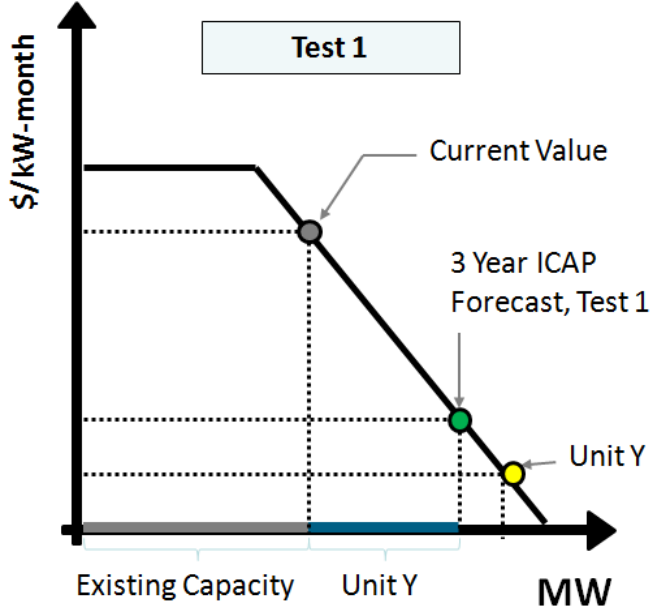 Test 1
$/kW-month
Current Value
3 Year ICAP
Forecast, Test 1
Unit Y
Existing Capacity
Unit Y
MW